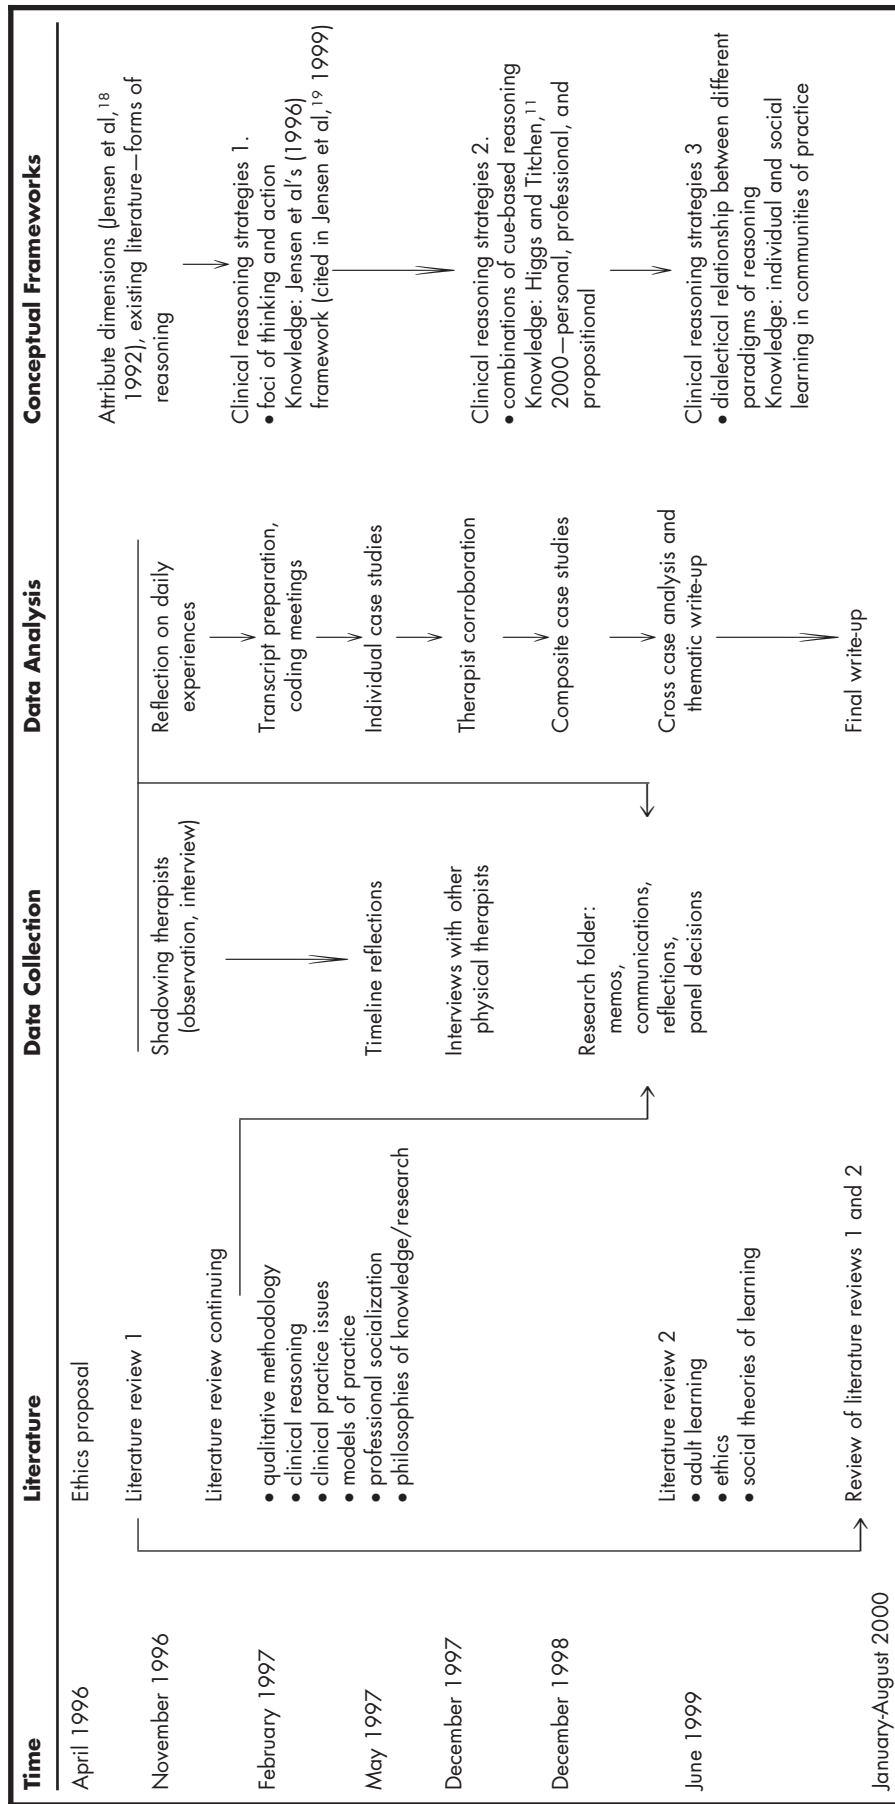 Time
Literature
Data Collection
Data Analysis
Conceptual Frameworks
April 1996
November 1996
February 1997
May 1997
December 1997
December 1998
June 1999
January-August 2000
Ethics proposal
Literature review 1
Literature review continuing
• qualitative methodology
• clinical reasoning
• clinical practice issues
• models of practice
• professional socialization
• philosophies of knowledge/research
Literature review 2
• adult learning
• ethics
• social theories of learning
Review of literature reviews 1 and 2
Shadowing therapists
(observation, interview)
Timeline reflections
Interviews with other
physical therapists
Research folder:
memos,
communications,
reflections,
panel decisions
Reflection on daily
experiences
Transcript preparation,
coding meetings
Individual case studies
Therapist corroboration
Composite case studies
Cross case analysis and
thematic write-up
Final write-up
Attribute dimensions (Jensen et al,18
1992), existing literature—forms of
reasoning
Clinical reasoning strategies 1.
• foci of thinking and action
Knowledge: Jensen et al's (1996)
framework (cited in Jensen et al,19 1999)
Clinical reasoning strategies 2.
• combinations of cue-based reasoning
Knowledge: Higgs and Titchen,11
2000—personal, professional, and
propositional
Clinical reasoning strategies 3
• dialectical relationship between different
paradigms of reasoning
Knowledge: individual and social
learning in communities of practice